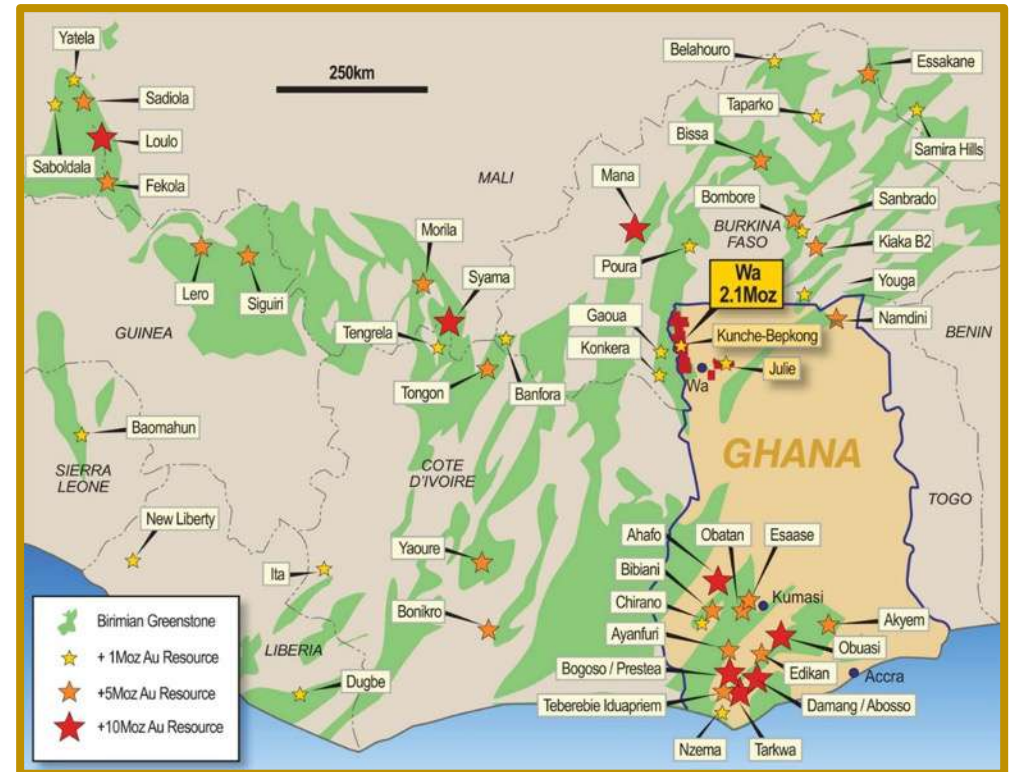 Yatela
Sadiola
Loulo
Saboldala
Fekola
250km
Belahouro
Essakane
Taparko
Samira Hills
Bissa
MALI
Mana
Bombore
Sanbrado
BURKINA
FASO
Kiaka B2
Poura
Youga
Morila
Syama
Lero
Siguiri
Wa
2.1Moz
Namdini
BENIN
GUINEA
Tengrela
Gaoua
Konkera
Kunche-Bepkong
Julie
Wa
Tongon
Banfora
Baomahun
SIERRA
LEONE
COTE
D'IVOIRE
GHANA
TOGO
New Liberty
Ita
Yaoure
Bonikro
LIBERIA
Dugbe
Ahafo
Obatan
Esaase
Bibiani
Chirano
Kumasi
Akyem
Ayanfuri
Obuasi
Bogoso / Prestea
Edikan
Accra
Teberebie Iduapriem
Damang / Abosso
Nzema
Tarkwa
Birimian Greenstone
+ 1Moz Au Resource
+5Moz Au Resource
+10Moz Au Resource